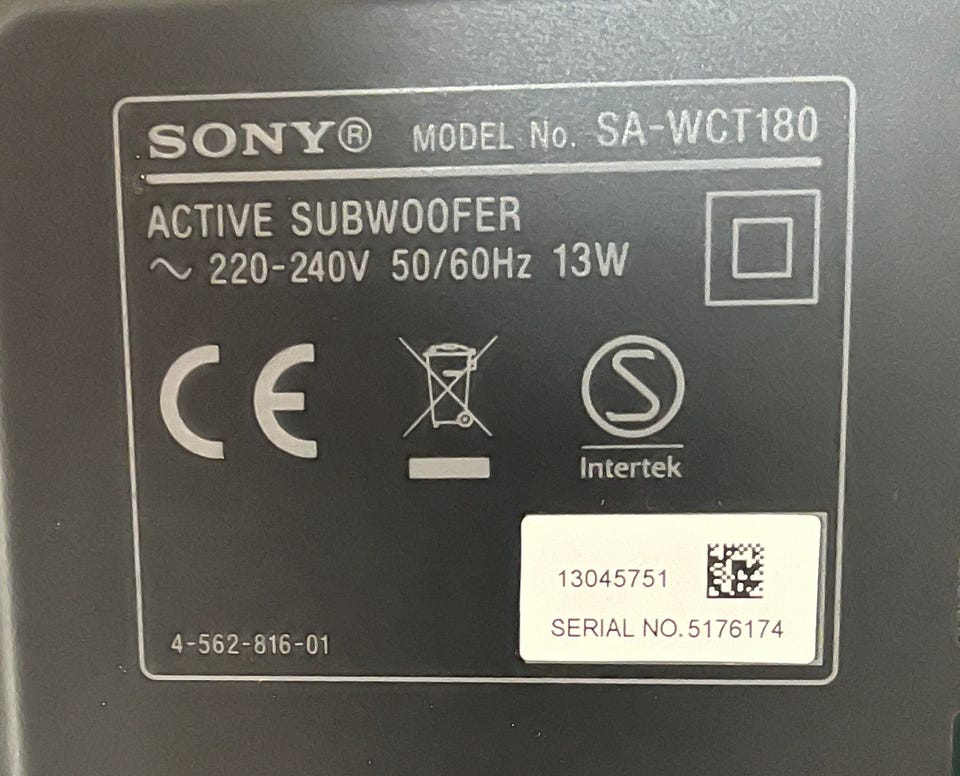 SONY® MODEL No. SA-WCT180
ACTIVE SUBWOOFER
~ 220-240V 50/60Hz 13W
CE
S
Intertek
13045751
SERIAL NO.5176174
4-562-816-01